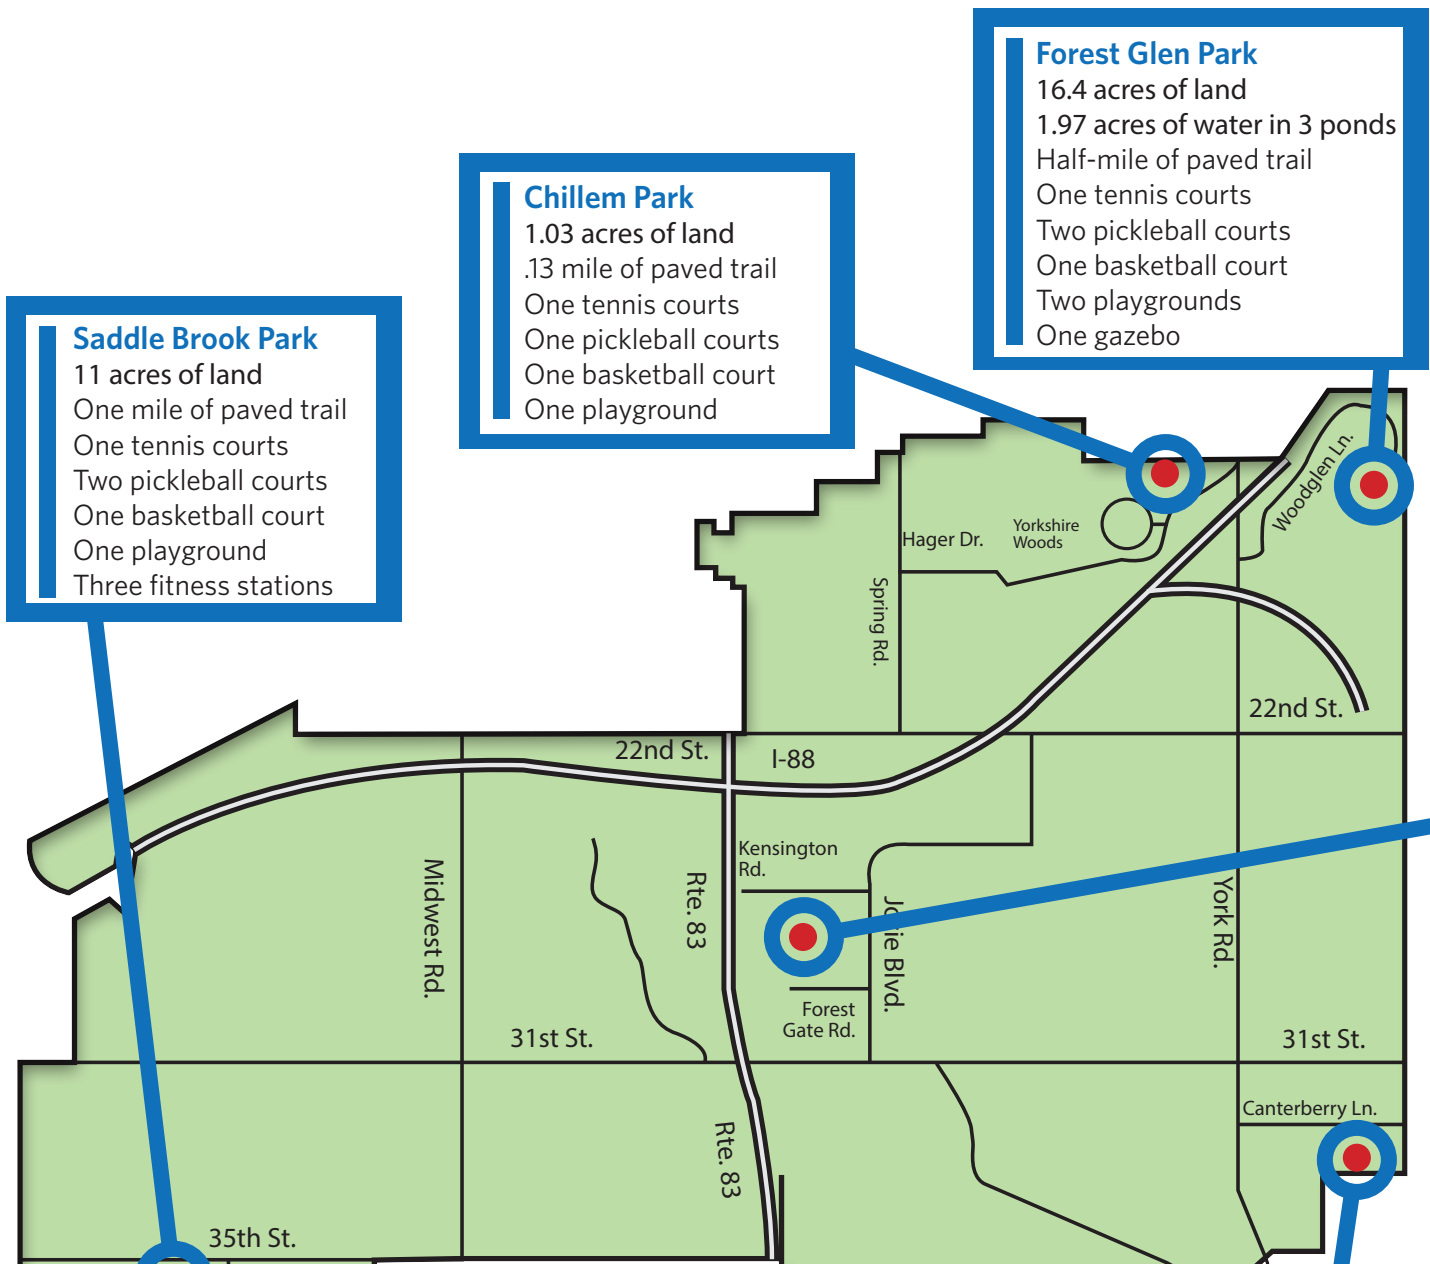 Forest Glen Park
16.4 acres of land
1.97 acres of water in 3 ponds
Half-mile of paved trail
One tennis courts
Two pickleball courts
One basketball court
Two playgrounds
One gazebo
Chillem Park
1.03 acres of land
.13 mile of paved trail
One tennis courts
One pickleball courts
One basketball court
One playground
Saddle Brook Park
11 acres of land
One mile of paved trail
One tennis courts
Two pickleball courts
One basketball court
One playground
Three fitness stations
Woodglen Ln.
Hager Dr.
Yorkshire
Woods
Spring Rd.
22nd St.
22nd St.
I-88
Kensington
Rd.
Midwest Rd.
Rte. 83
Blvd.
York Rd.
Forest
Gate Rd.
31st St.
31st St.
Canterberry Ln.
Rte. 83
35th St.